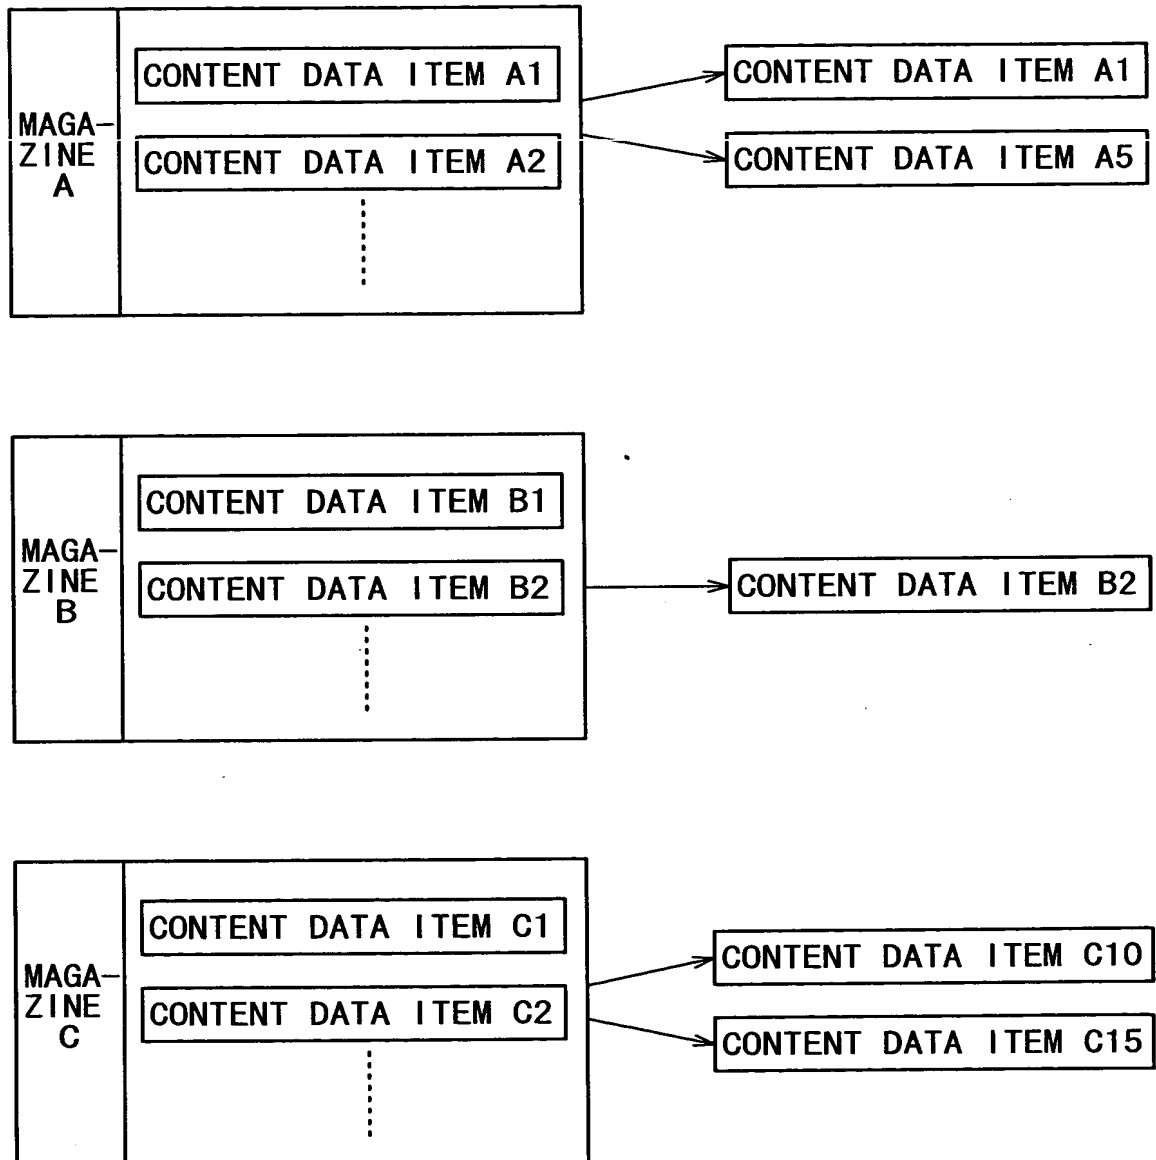 MAGA-
ZINE
A
CONTENT DATA ITEM A1
CONTENT DATA ITEM A2
CONTENT DATA ITEM A1
CONTENT DATA ITEM A5
MAGA-
ZINE
B
CONTENT DATA ITEM B1
CONTENT DATA ITEM B2
CONTENT DATA ITEM B2
MAGA-
ZINE
C
CONTENT DATA ITEM C1
CONTENT DATA ITEM C2
CONTENT DATA ITEM C10
CONTENT DATA ITEM C15